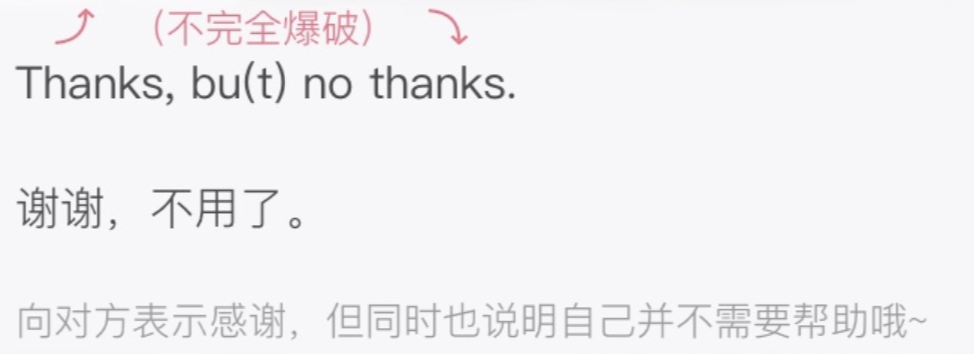 (不完全爆破)
Thanks, bu(t) no thanks.
谢谢，不用了。
向对方表示感谢，但同时也说明自己并不需要帮助哦~